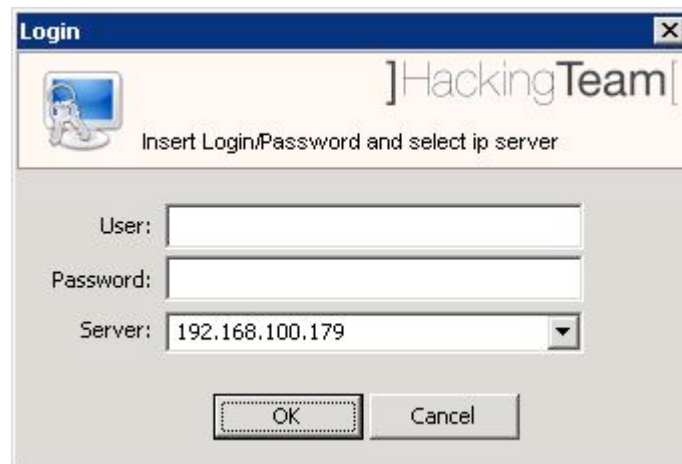 Login
]HackingTeam[
Insert Login/Password and select ip server
User:
Password:
Server: 192.168.100.179
OK Cancel